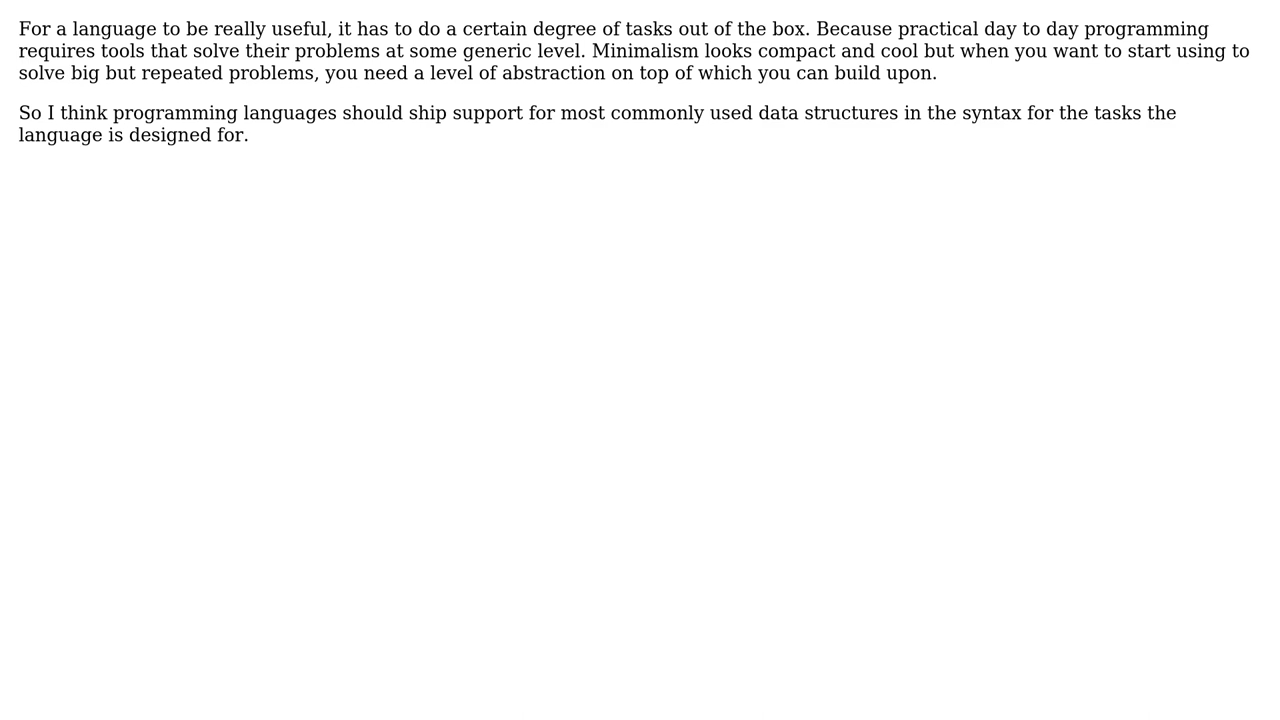 For a language to be really useful, it has to do a certain degree of tasks out of the box. Because practical day to day programming
requires tools that solve their problems at some generic level. Minimalism looks compact and cool but when you want to start using to
solve big but repeated problems, you need a level of abstraction on top of which you can build upon.
So I think programming languages should ship support for most commonly used data structures in the syntax for the tasks the
language is designed for.